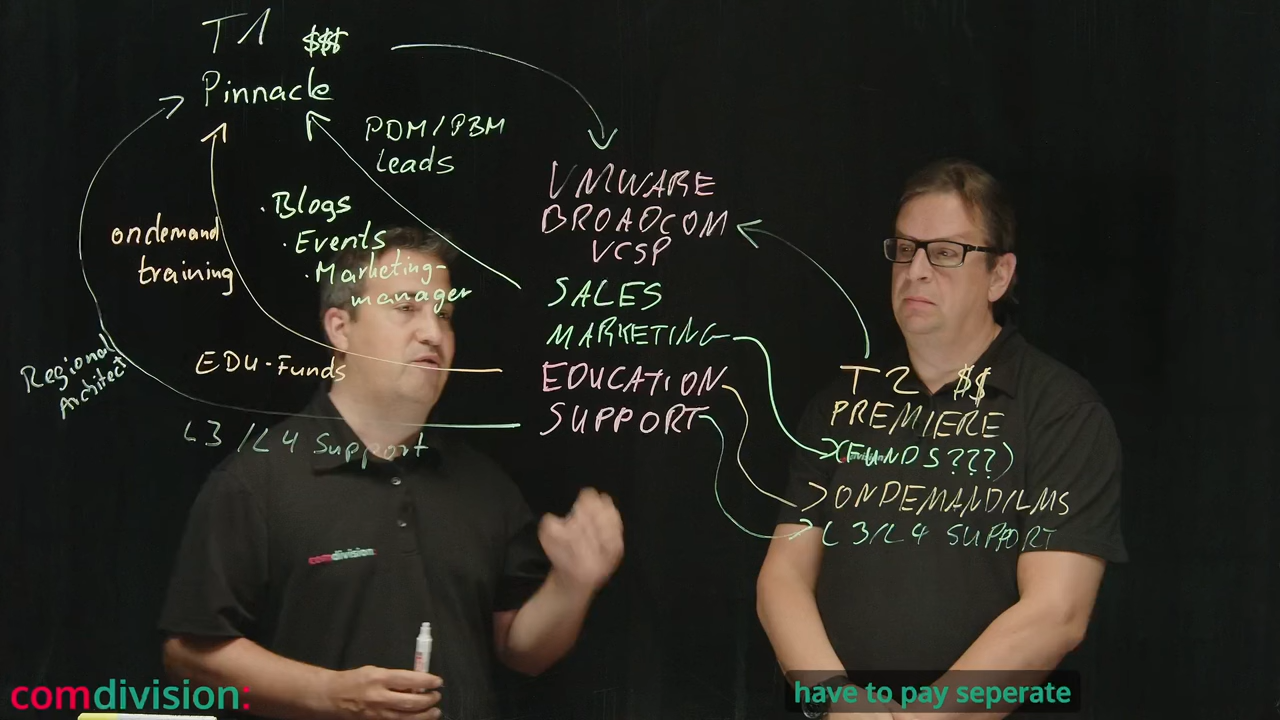 T1 $$$
Pinnacle
PDM/PBM
Leads
• Blogs
• Events
• Marketing-
manager
ondemand
training
EDU-Funds
Regional
Architect
L3/L4 Support
VMWARE
BROADCOM
VCSP
SALES
MARKETING
EDUCATION
SUPPORT
T2 $$
PREMIERE
(FUNDS???)
ONDEMAND/LMS
L3/L4 SUPPORT
comdivision
comdivision:
have to pay seperate